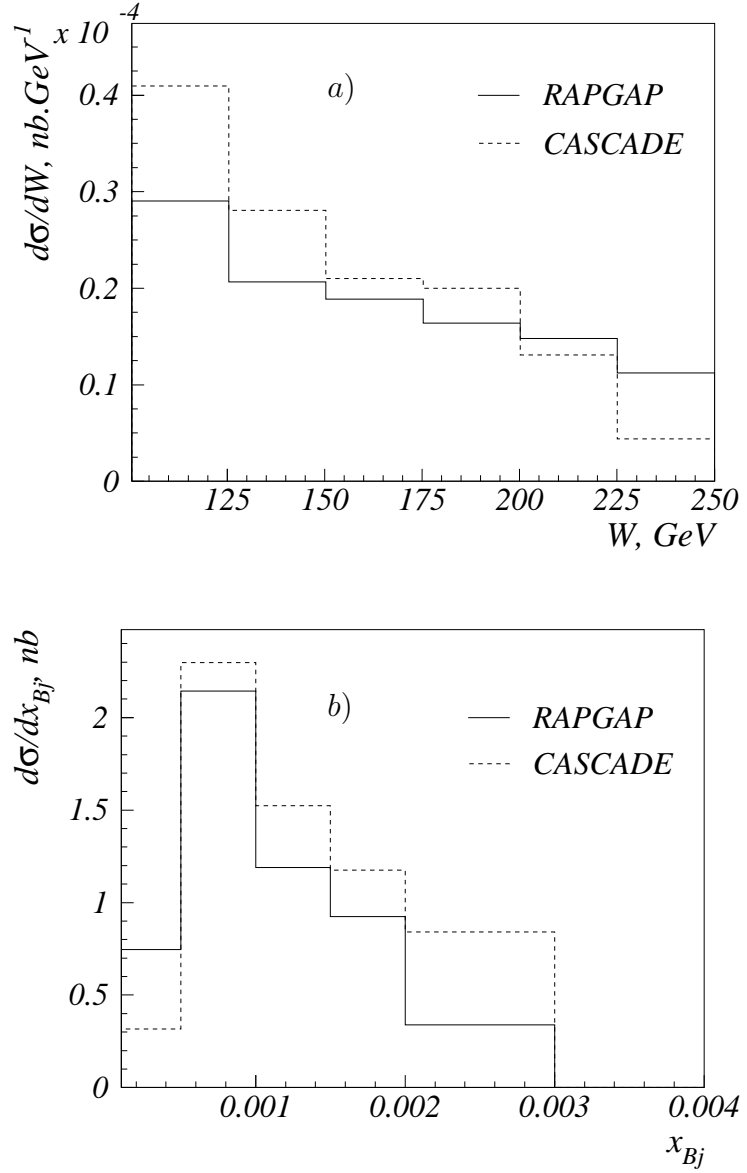 x 10⁻⁴
dσ/dW, nb.GeV⁻¹
a)
RAPGAP
CASCADE
0.4
0.3
0.2
0.1
0
125 150 175 200 225 250
W, GeV
dσ/dx_Bj, nb
b)
RAPGAP
CASCADE
2
1.5
1
0.5
0
0.001 0.002 0.003 0.004
x_Bj